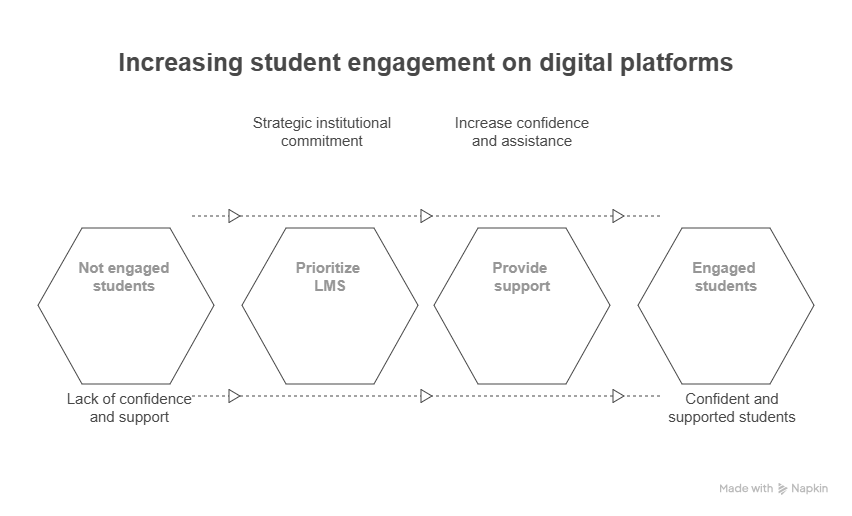 Increasing student engagement on digital platforms
Strategic institutional
commitment
Increase confidence
and assistance
Not engaged
students
Prioritize
LMS
Provide
support
Engaged
students
Lack of confidence
and support
Confident and
supported students
Made with Napkin